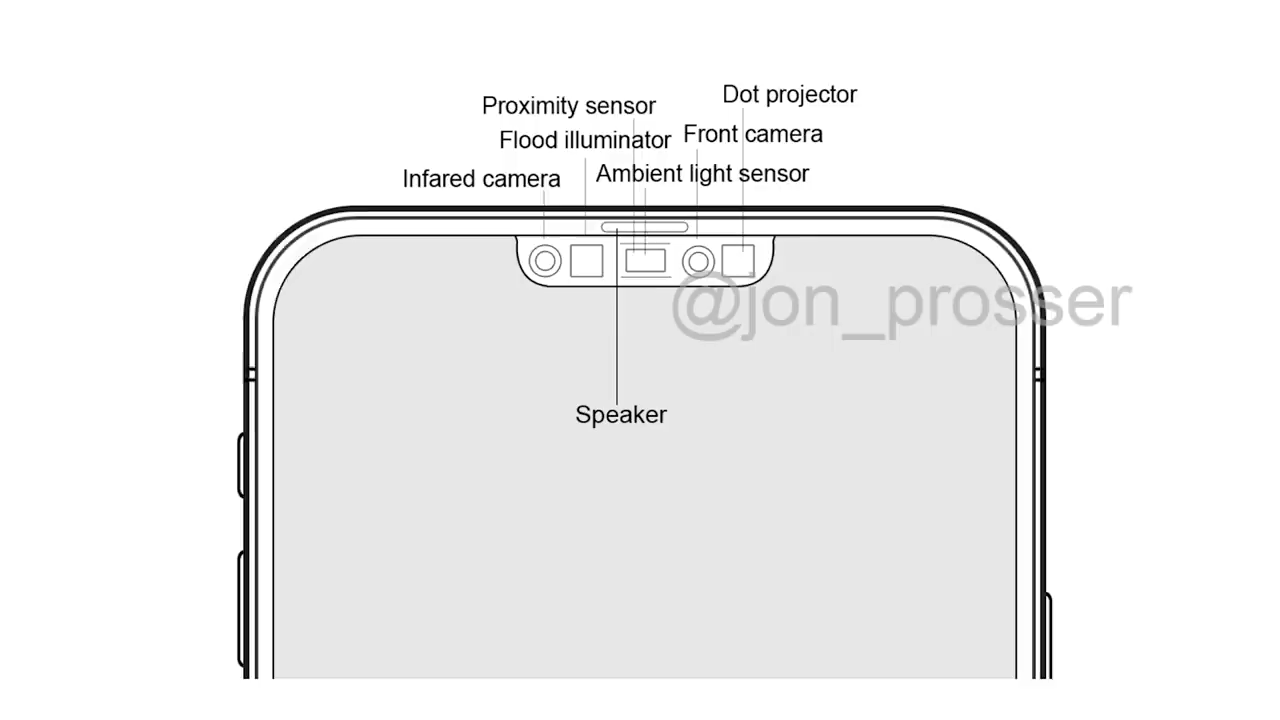 Dot projector
Proximity sensor
Front camera
Flood illuminator
Ambient light sensor
Infared camera
@jon_prosser
Speaker